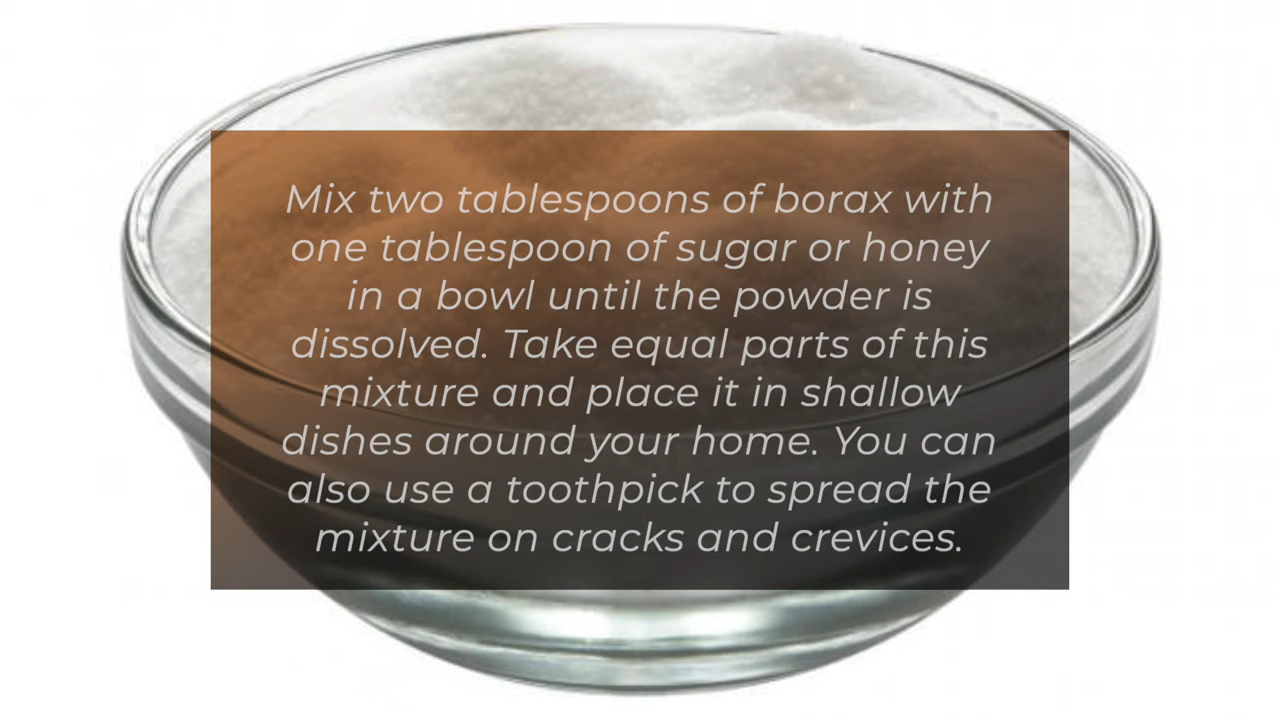 Mix two tablespoons of borax with
one tablespoon of sugar or honey
in a bowl until the powder is
dissolved. Take equal parts of this
mixture and place it in shallow
dishes around your home. You can
also use a toothpick to spread the
mixture on cracks and crevices.